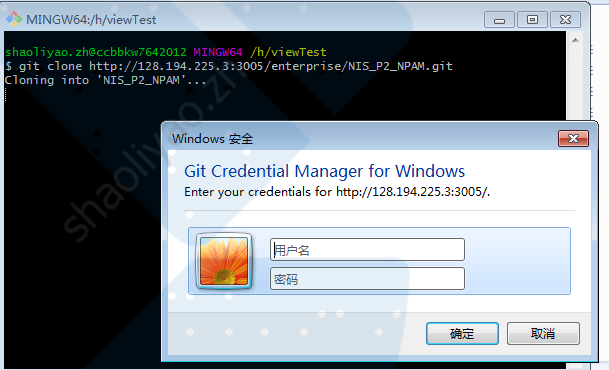 MINGW64:/h/viewTest
shaoliyao.zh@ccbbkw7642012 MINGW64 /h/viewTest
$ git clone http://128.194.225.3:3005/enterprise/NIS_P2_NPAM.git
Cloning into 'NIS_P2_NPAM'...
Windows 安全
Git Credential Manager for Windows
Enter your credentials for http://128.194.225.3:3005/.
用户名
密码
确定
取消
shaoliyao.zh